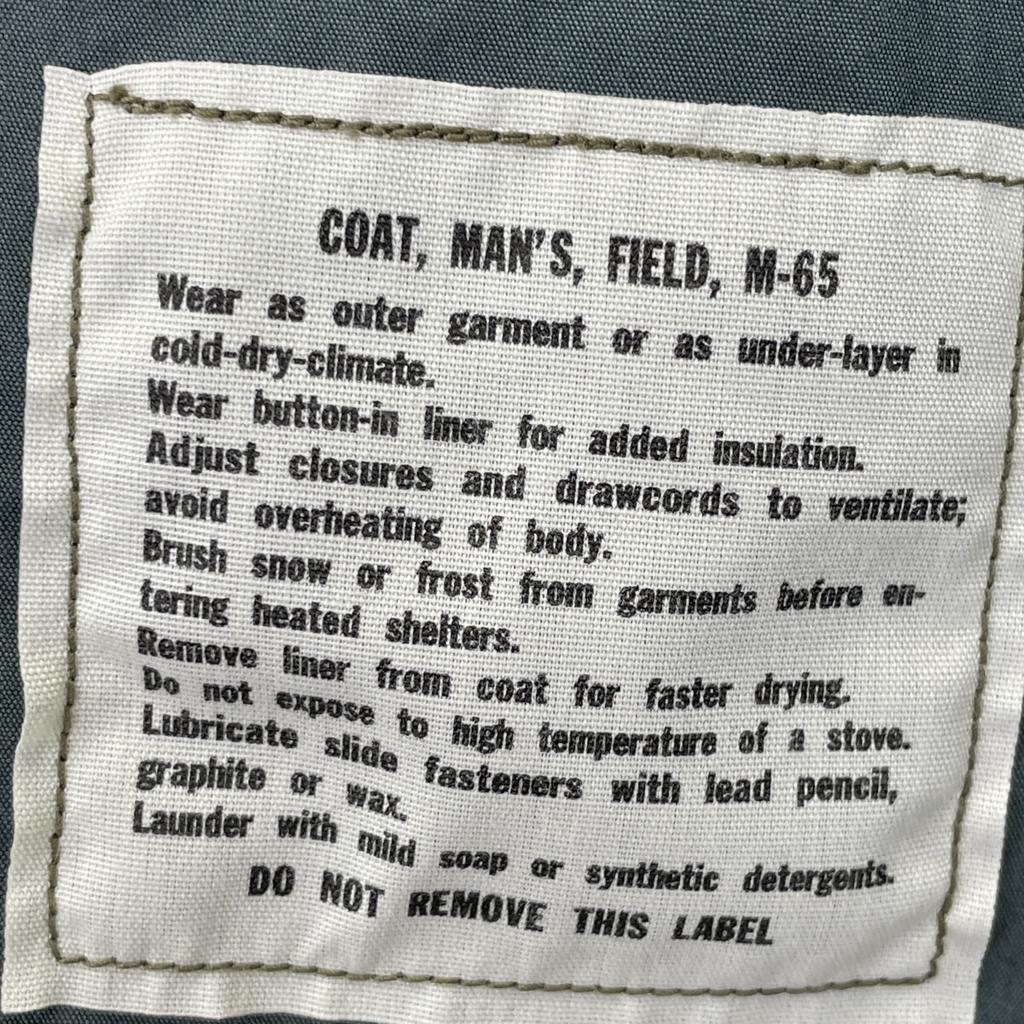 COAT, MAN'S, FIELD, M-65
Wear as outer garment or as under-layer in
cold-dry-climate.
Wear button-in liner for added insulation.
Adjust closures and drawcords to ventilate;
avoid overheating of body.
Brush snow or frost from garments before en-
tering heated shelters.
Remove liner from coat for faster drying.
Do not expose to high temperature of a stove.
Lubricate slide fasteners with lead pencil,
graphite or wax.
Launder with mild soap or synthetic detergents.
DO NOT REMOVE THIS LABEL